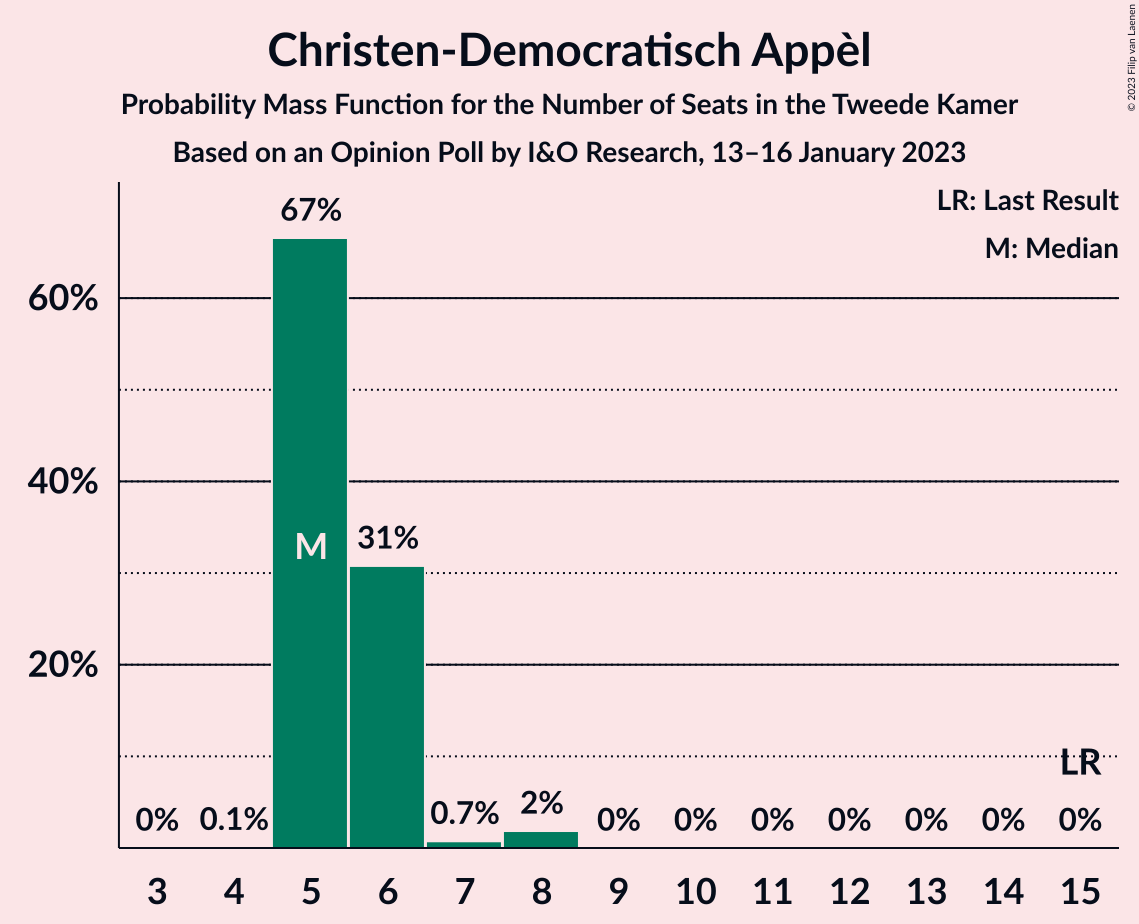 Christen-Democratisch Appèl
Probability Mass Function for the Number of Seats in the Tweede Kamer
Based on an Opinion Poll by I&O Research, 13–16 January 2023
© 2023 Filip van Laenen
LR: Last Result
M: Median
67%
60%
40%
M
31%
20%
LR
0% 0.1% 0.7% 2% 0% 0% 0% 0% 0% 0% 0%
3 4 5 6 7 8 9 10 11 12 13 14 15